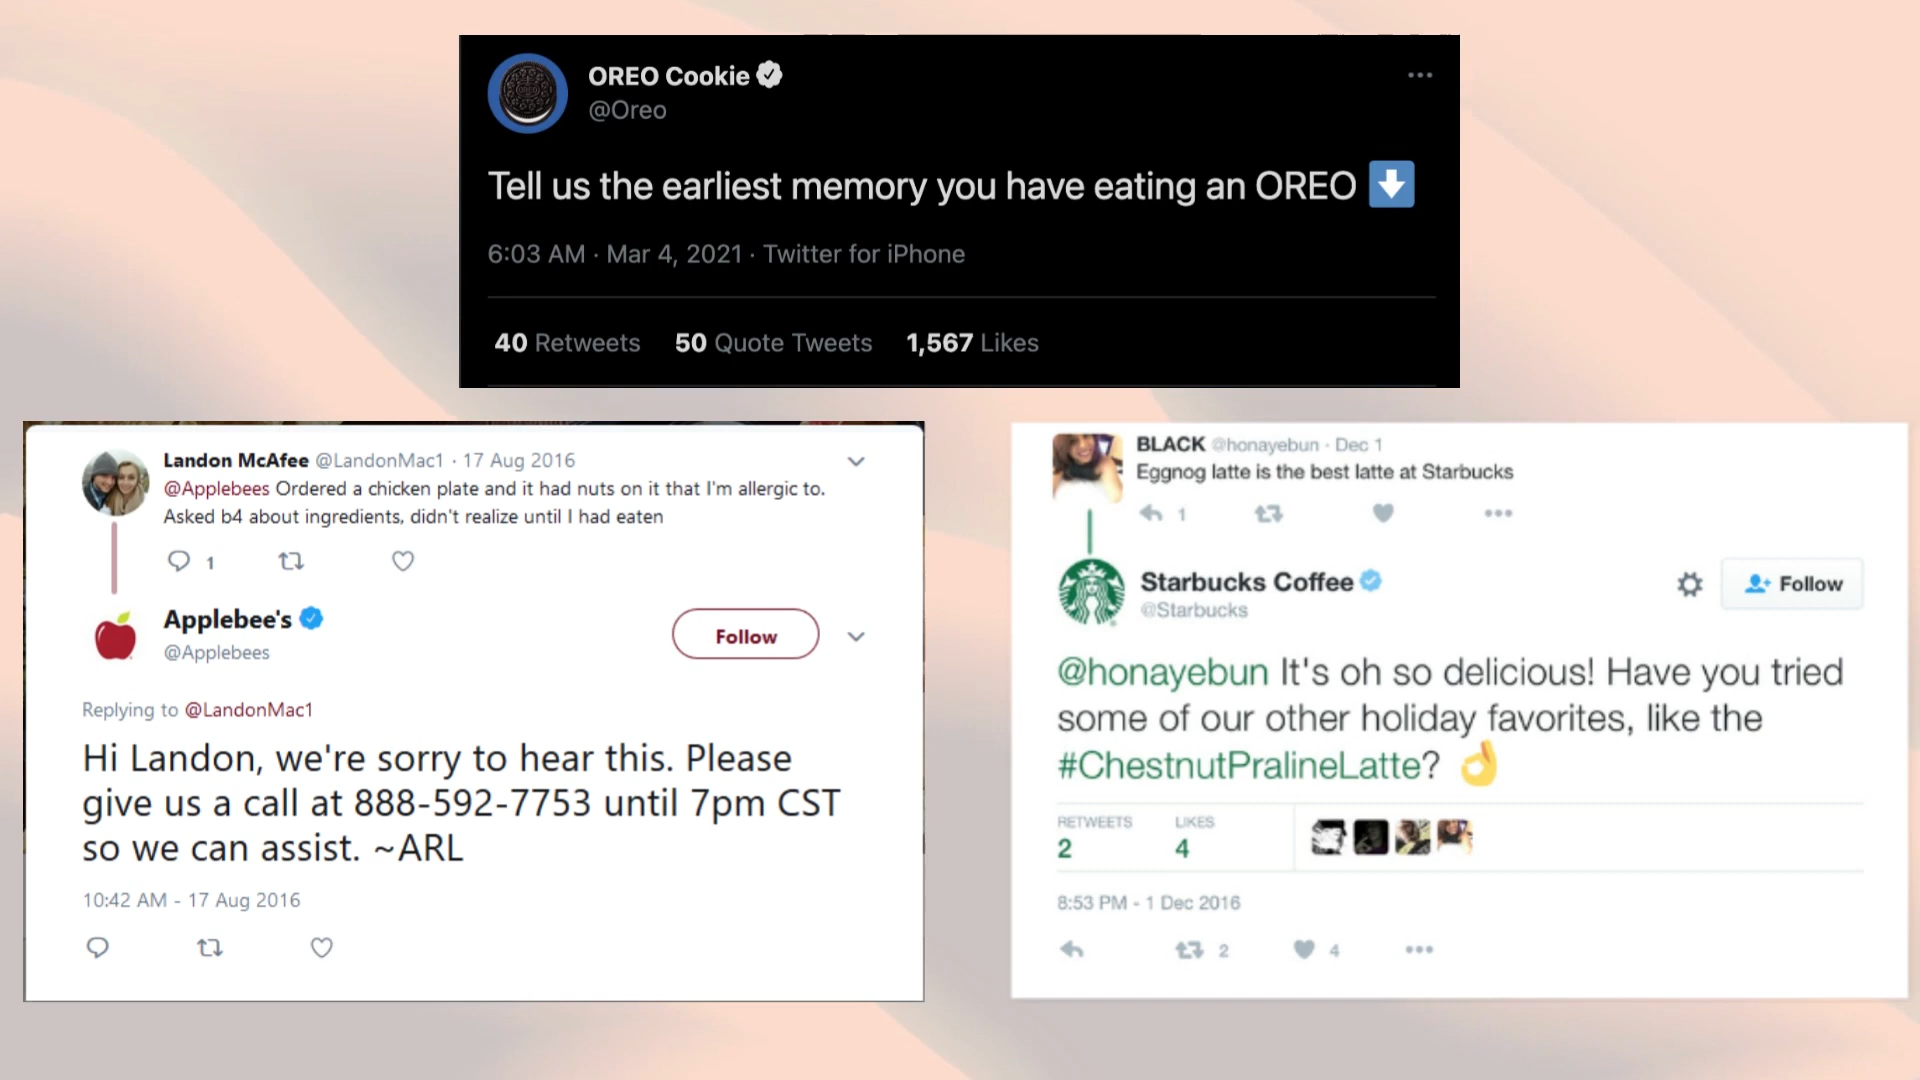 OREO Cookie
@Oreo
Tell us the earliest memory you have eating an OREO
6:03 AM · Mar 4, 2021 · Twitter for iPhone
40 Retweets 50 Quote Tweets 1,567 Likes
Landon McAfee @LandonMac1 · 17 Aug 2016
@Applebees Ordered a chicken plate and it had nuts on it that I'm allergic to.
Asked b4 about ingredients, didn't realize until I had eaten
1
Applebee's
@Applebees
Follow
Replying to @LandonMac1
Hi Landon, we're sorry to hear this. Please
give us a call at 888-592-7753 until 7pm CST
so we can assist. ~ARL
10:42 AM - 17 Aug 2016
BLACK @honayebun · Dec 1
Eggnog latte is the best latte at Starbucks
1
Starbucks Coffee
@Starbucks
Follow
@honayebun It's oh so delicious! Have you tried
some of our other holiday favorites, like the
#ChestnutPralineLatte? 👌
RETWEETS LIKES
2 4
8:53 PM - 1 Dec 2016
2 4